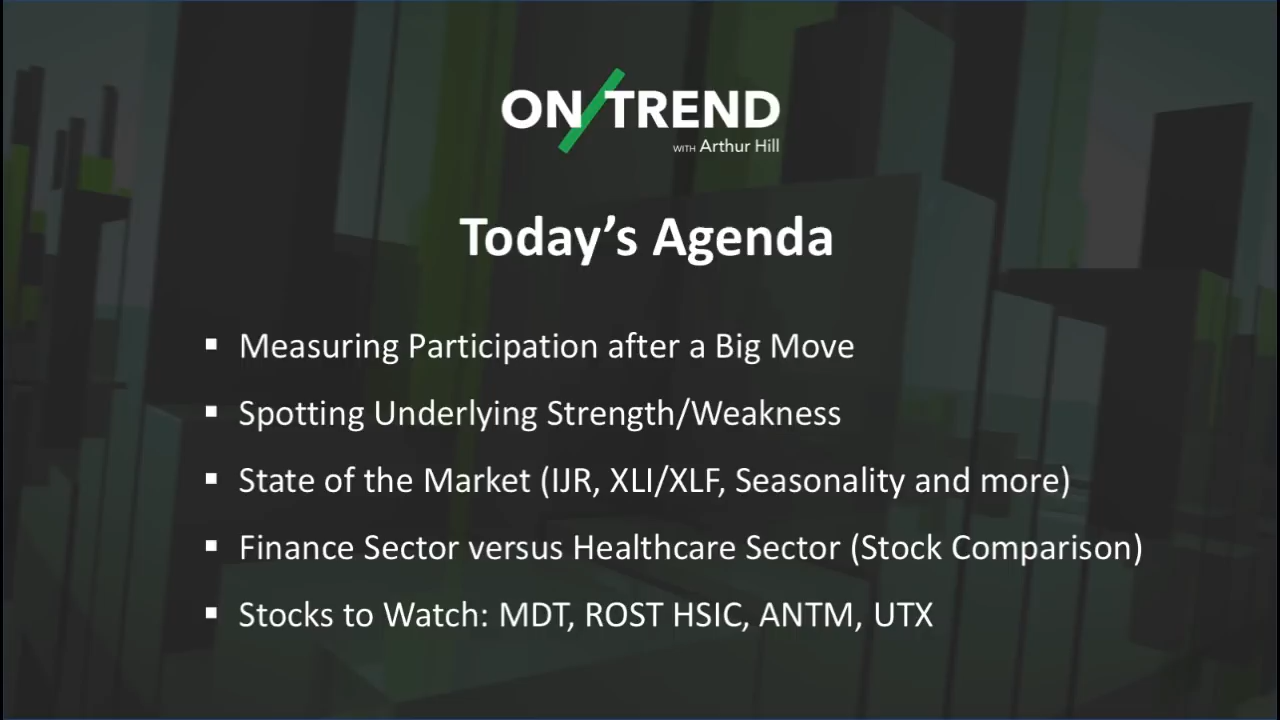 ON/TREND
WITH Arthur Hill
Today's Agenda
▪ Measuring Participation after a Big Move
▪ Spotting Underlying Strength/Weakness
▪ State of the Market (IJR, XLI/XLF, Seasonality and more)
▪ Finance Sector versus Healthcare Sector (Stock Comparison)
▪ Stocks to Watch: MDT, ROST HSIC, ANTM, UTX